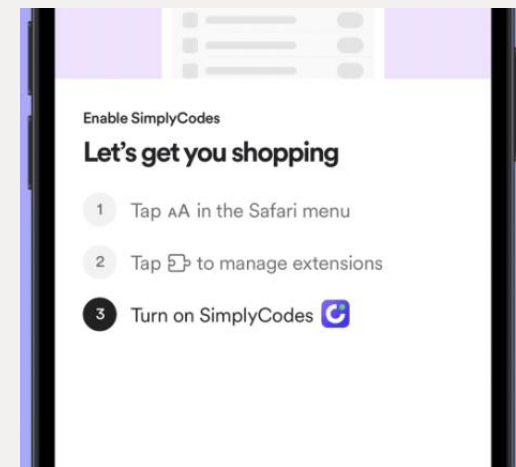 Enable SimplyCodes
Let's get you shopping
1 Tap AA in the Safari menu
2 Tap to manage extensions
3 Turn on SimplyCodes